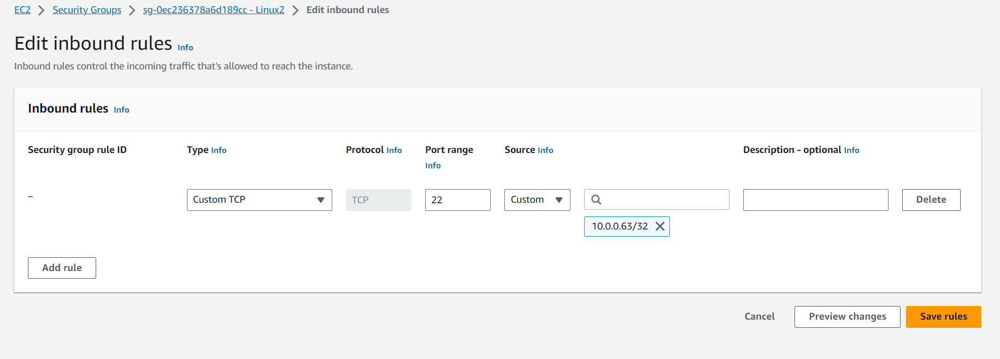 EC2 > Security Groups > sg-0ec236378a6d189cc - Linux2 > Edit inbound rules
Edit inbound rules Info
Inbound rules control the incoming traffic that's allowed to reach the instance.
Inbound rules Info
Security group rule ID Type Info Protocol Info Port range Info Source Info Description - optional Info
– Custom TCP TCP 22 Custom Delete
10.0.0.63/32
Add rule
Cancel Preview changes Save rules